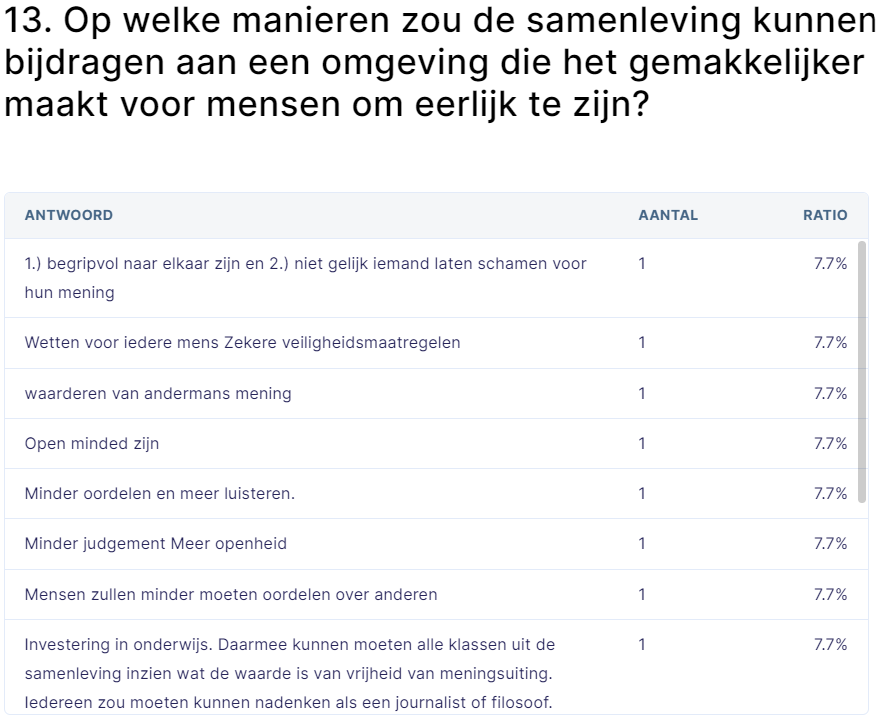 13. Op welke manieren zou de samenleving kunnen
bijdragen aan een omgeving die het gemakkelijker
maakt voor mensen om eerlijk te zijn?
ANTWOORD AANTAL RATIO
1.) begripvol naar elkaar zijn en 2.) niet gelijk iemand laten schamen voor 1 7.7%
hun mening
Wetten voor iedere mens Zekere veiligheidsmaatregelen 1 7.7%
waarderen van andermans mening 1 7.7%
Open minded zijn 1 7.7%
Minder oordelen en meer luisteren. 1 7.7%
Minder judgement Meer openheid 1 7.7%
Mensen zullen minder moeten oordelen over anderen 1 7.7%
Investering in onderwijs. Daarmee kunnen moeten alle klassen uit de 1 7.7%
samenleving inzien wat de waarde is van vrijheid van meningsuiting.
Iedereen zou moeten kunnen nadenken als een journalist of filosoof.